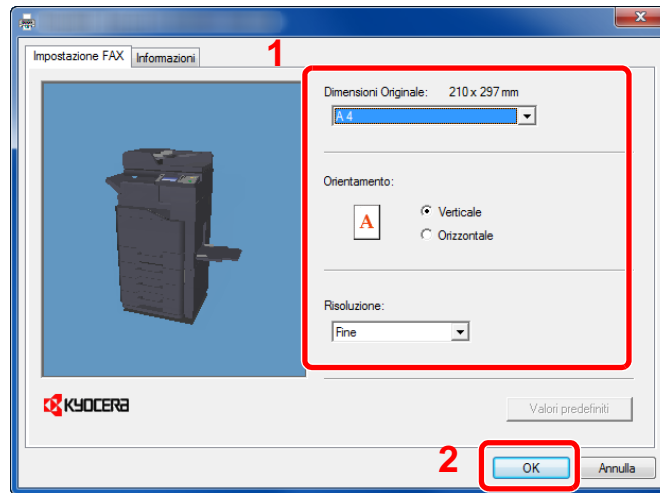 Impostazione FAX
Informazioni
1
Dimensioni Originale: 210 x 297 mm
A 4
Orientamento:
A
Verticale
Orizzontale
Risoluzione:
Fine
KYOCERA
Valori predefiniti
2
OK
Annulla